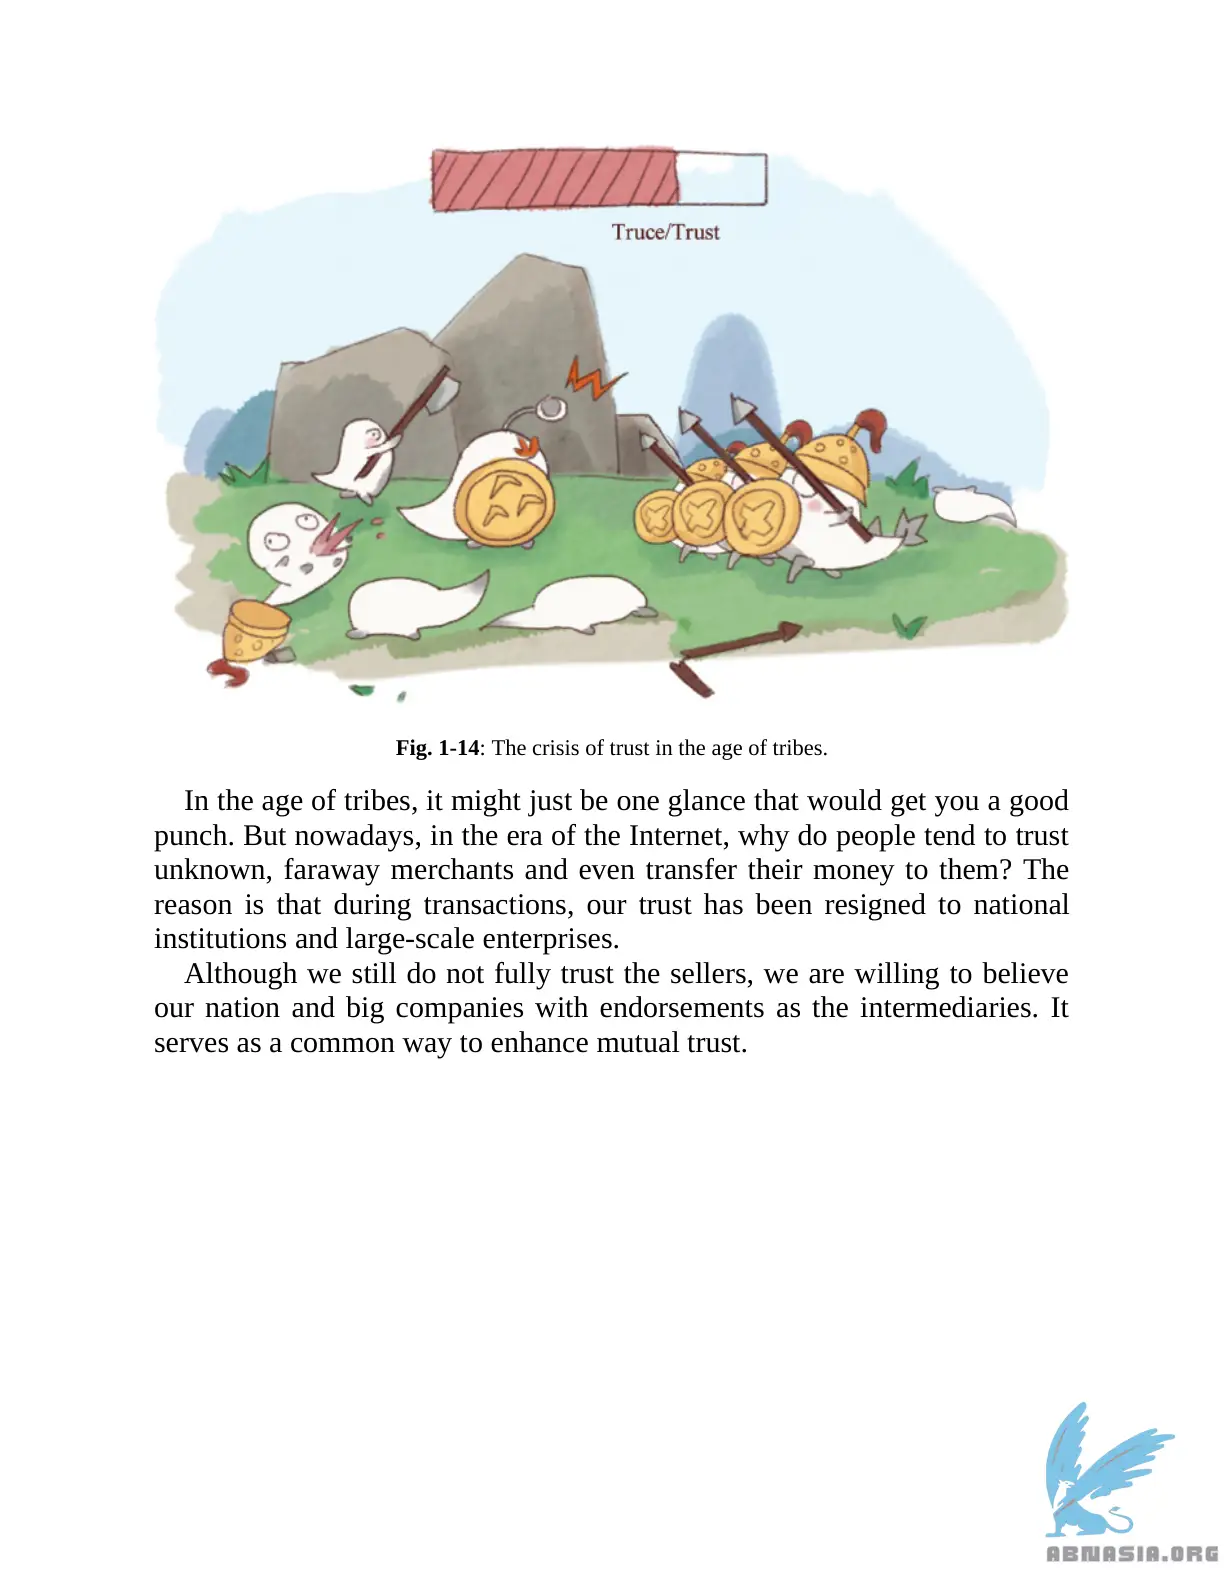 Truce/Trust
Fig. 1-14: The crisis of trust in the age of tribes.
In the age of tribes, it might just be one glance that would get you a good
punch. But nowadays, in the era of the Internet, why do people tend to trust
unknown, faraway merchants and even transfer their money to them? The
reason is that during transactions, our trust has been resigned to national
institutions and large-scale enterprises.
Although we still do not fully trust the sellers, we are willing to believe
our nation and big companies with endorsements as the intermediaries. It
serves as a common way to enhance mutual trust.
ABNASIA.ORG